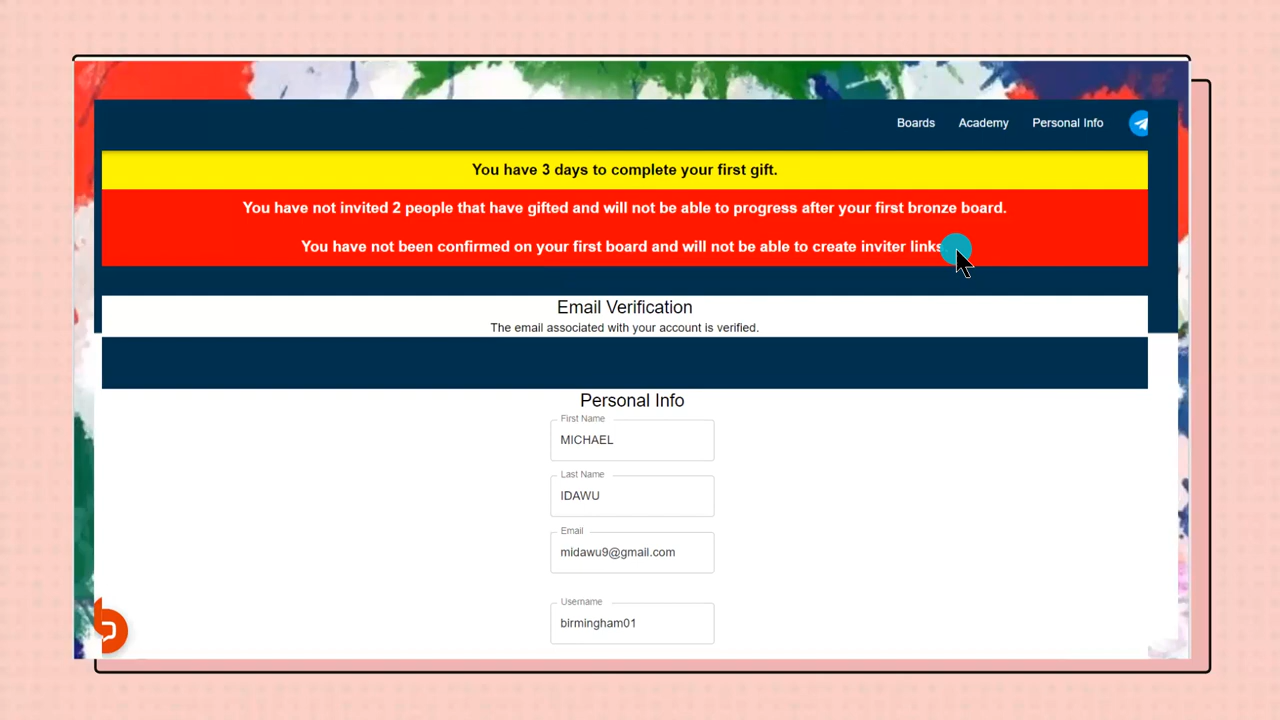 Boards Academy Personal Info
You have 3 days to complete your first gift.
You have not invited 2 people that have gifted and will not be able to progress after your first bronze board.
You have not been confirmed on your first board and will not be able to create inviter links
Email Verification
The email associated with your account is verified.
Personal Info
First Name
MICHAEL
Last Name
IDAWU
Email
midawu9@gmail.com
Username
birmingham01